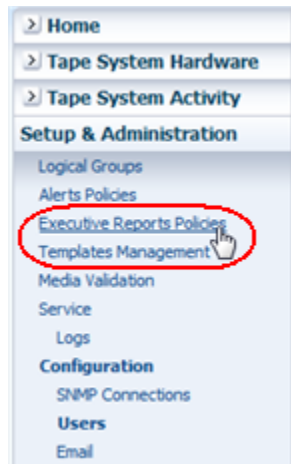 Home
Tape System Hardware
Tape System Activity
Setup & Administration
Logical Groups
Alerts Policies
Executive Reports Policies
Templates Management
Media Validation
Service
Logs
Configuration
SNMP Connections
Users
Email